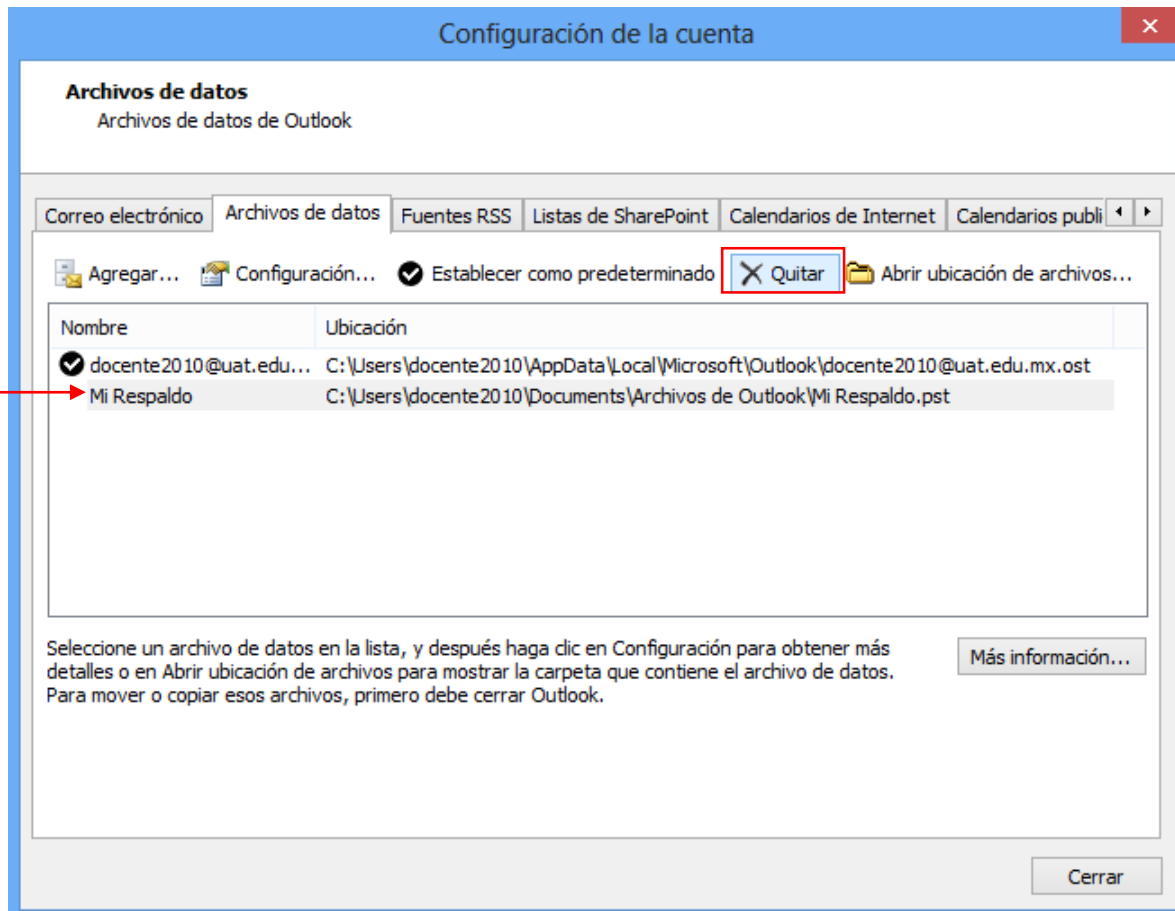 Configuración de la cuenta
Archivos de datos
Archivos de datos de Outlook
Correo electrónico Archivos de datos Fuentes RSS Listas de SharePoint Calendarios de Internet Calendarios publi
Agregar... Configuración... Establecer como predeterminado Quitar Abrir ubicación de archivos...
Nombre Ubicación
docente2010@uat.edu... C:\Users\docente2010\AppData\Local\Microsoft\Outlook\docente2010@uat.edu.mx.ost
Mi Respaldo C:\Users\docente2010\Documents\Archivos de Outlook\Mi Respaldo.pst
Seleccione un archivo de datos en la lista, y después haga clic en Configuración para obtener más
detalles o en Abrir ubicación de archivos para mostrar la carpeta que contiene el archivo de datos.
Para mover o copiar esos archivos, primero debe cerrar Outlook.
Más información...
Cerrar